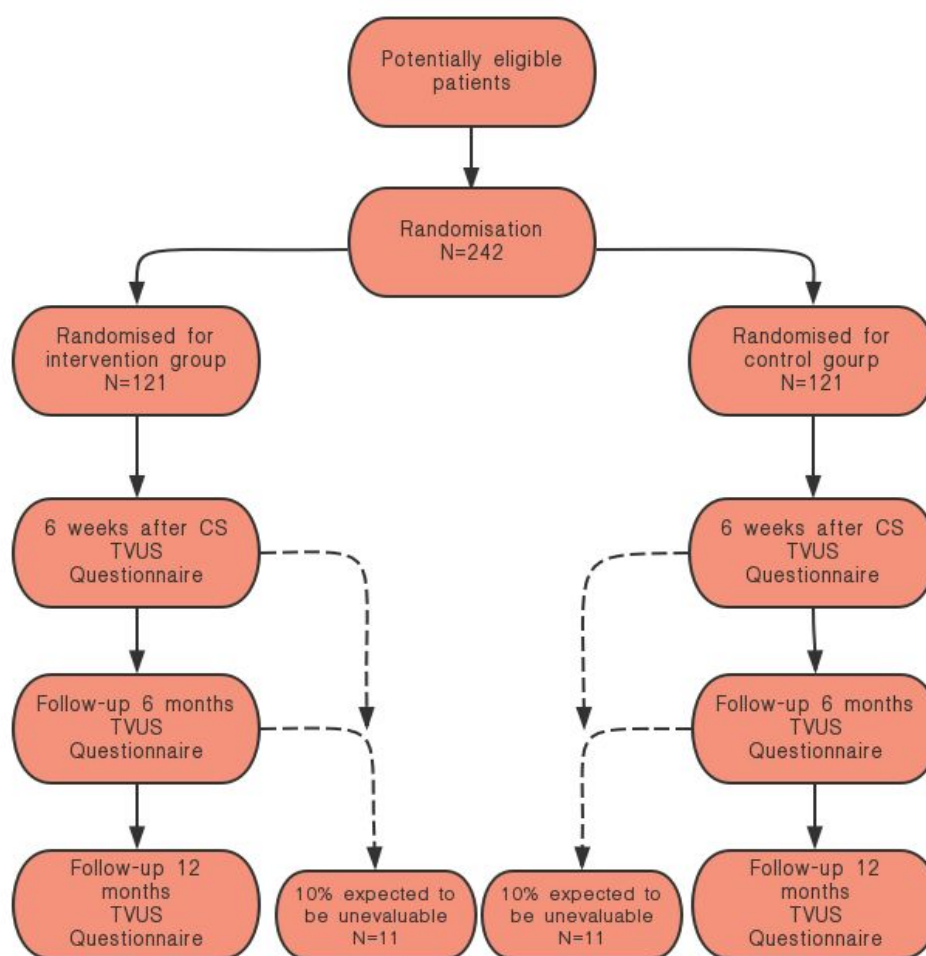 Potentially eligible
patients
Randomisation
N=242
Randomised for
intervention group
N=121
Randomised for
control gourp
N=121
6 weeks after CS
TVUS
Questionnaire
6 weeks after CS
TVUS
Questionnaire
Follow-up 6 months
TVUS
Questionnaire
Follow-up 6 months
TVUS
Questionnaire
Follow-up 12
months
TVUS
Questionnaire
10% expected to
be unevaluable
N=11
10% expected to
be unevaluable
N=11
Follow-up 12
months
TVUS
Questionnaire